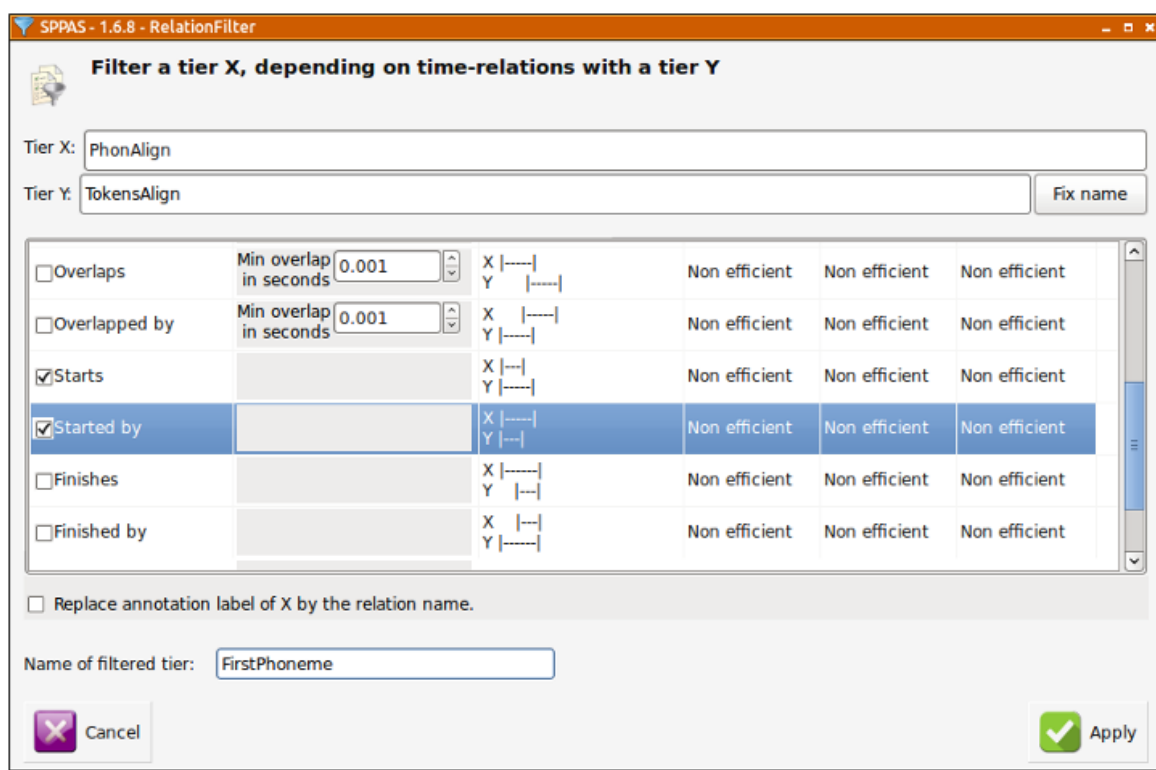 SPPAS - 1.6.8 - RelationFilter
Filter a tier X, depending on time-relations with a tier Y
Tier X: PhonAlign
Tier Y: TokensAlign Fix name
Overlaps Min overlap in seconds 0.001 X |-----| Y |-----| Non efficient Non efficient Non efficient
Overlapped by Min overlap in seconds 0.001 X |-----| Y |-----| Non efficient Non efficient Non efficient
Starts X |---| Y |-----| Non efficient Non efficient Non efficient
Started by X |-----| Y |---| Non efficient Non efficient Non efficient
Finishes X |------| Y |---| Non efficient Non efficient Non efficient
Finished by X |---| Y |------| Non efficient Non efficient Non efficient
Replace annotation label of X by the relation name.
Name of filtered tier: FirstPhoneme
Cancel Apply